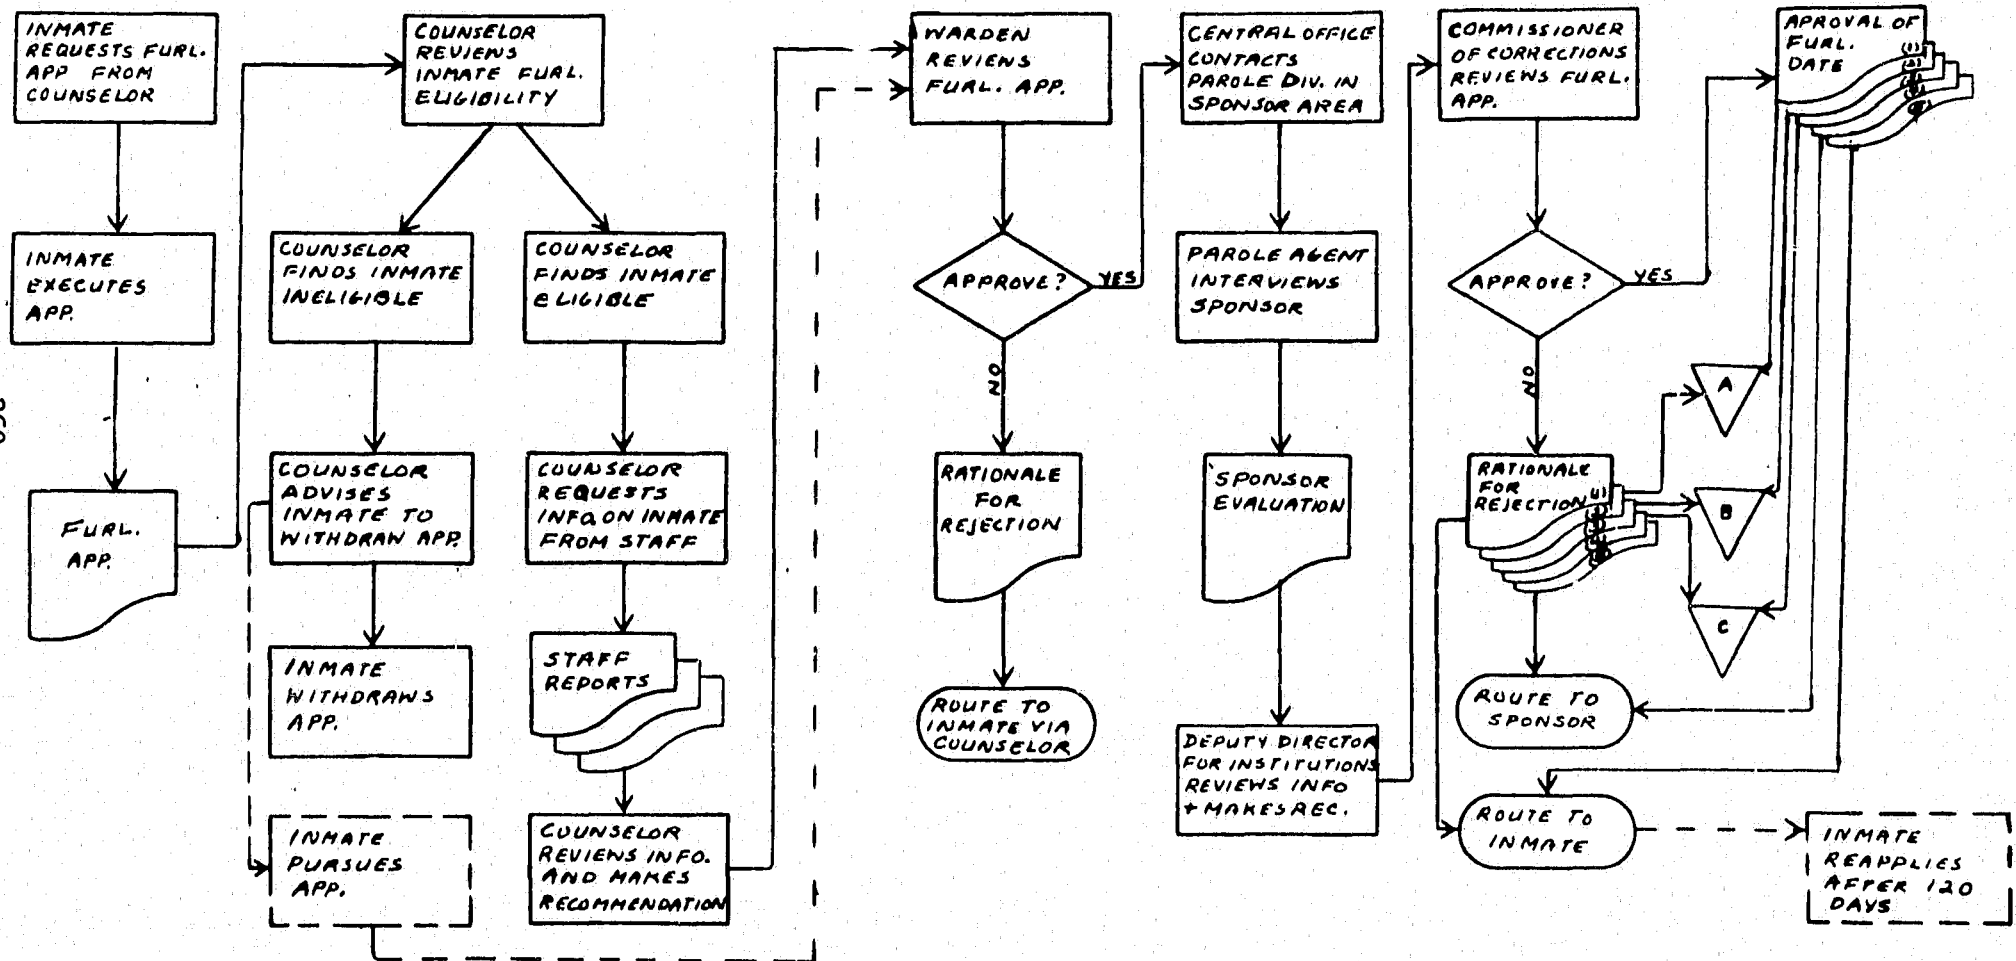 INMATE
REQUESTS FURL.
APP FROM
COUNSELOR
INMATE
EXECUTES
APP.
FURL.
APP.
COUNSELOR
REVIEWS
INMATE FURL.
ELIGIBILITY
COUNSELOR
FINDS INMATE
INELIGIBLE
COUNSELOR
ADVISES
INMATE TO
WITHDRAW APP.
INMATE
WITHDRAWS
APP.
INMATE
PURSUES
APP.
COUNSELOR
FINDS INMATE
ELIGIBLE
COUNSELOR
REQUESTS
INFO. ON INMATE
FROM STAFF
STAFF
REPORTS
COUNSELOR
REVIEWS INFO.
AND MAKES
RECOMMENDATION
WARDEN
REVIEWS
FURL. APP.
APPROVE?
YES
NO
RATIONALE
FOR
REJECTION
ROUTE TO
INMATE VIA
COUNSELOR
CENTRAL OFFICE
CONTACTS
PAROLE DIV. IN
SPONSOR AREA
PAROLE AGENT
INTERVIEWS
SPONSOR
SPONSOR
EVALUATION
DEPUTY DIRECTOR
FOR INSTITUTIONS
REVIEWS INFO
+ MAKES REC.
COMMISSIONER
OF CORRECTIONS
REVIEWS FURL.
APP.
APPROVE?
YES
NO
RATIONALE
FOR
REJECTION
ROUTE TO
SPONSOR
ROUTE TO
INMATE
APROVAL OF
FURL.
DATE
(1)
A
B
C
INMATE
REAPPLIES
AFTER 120
DAYS